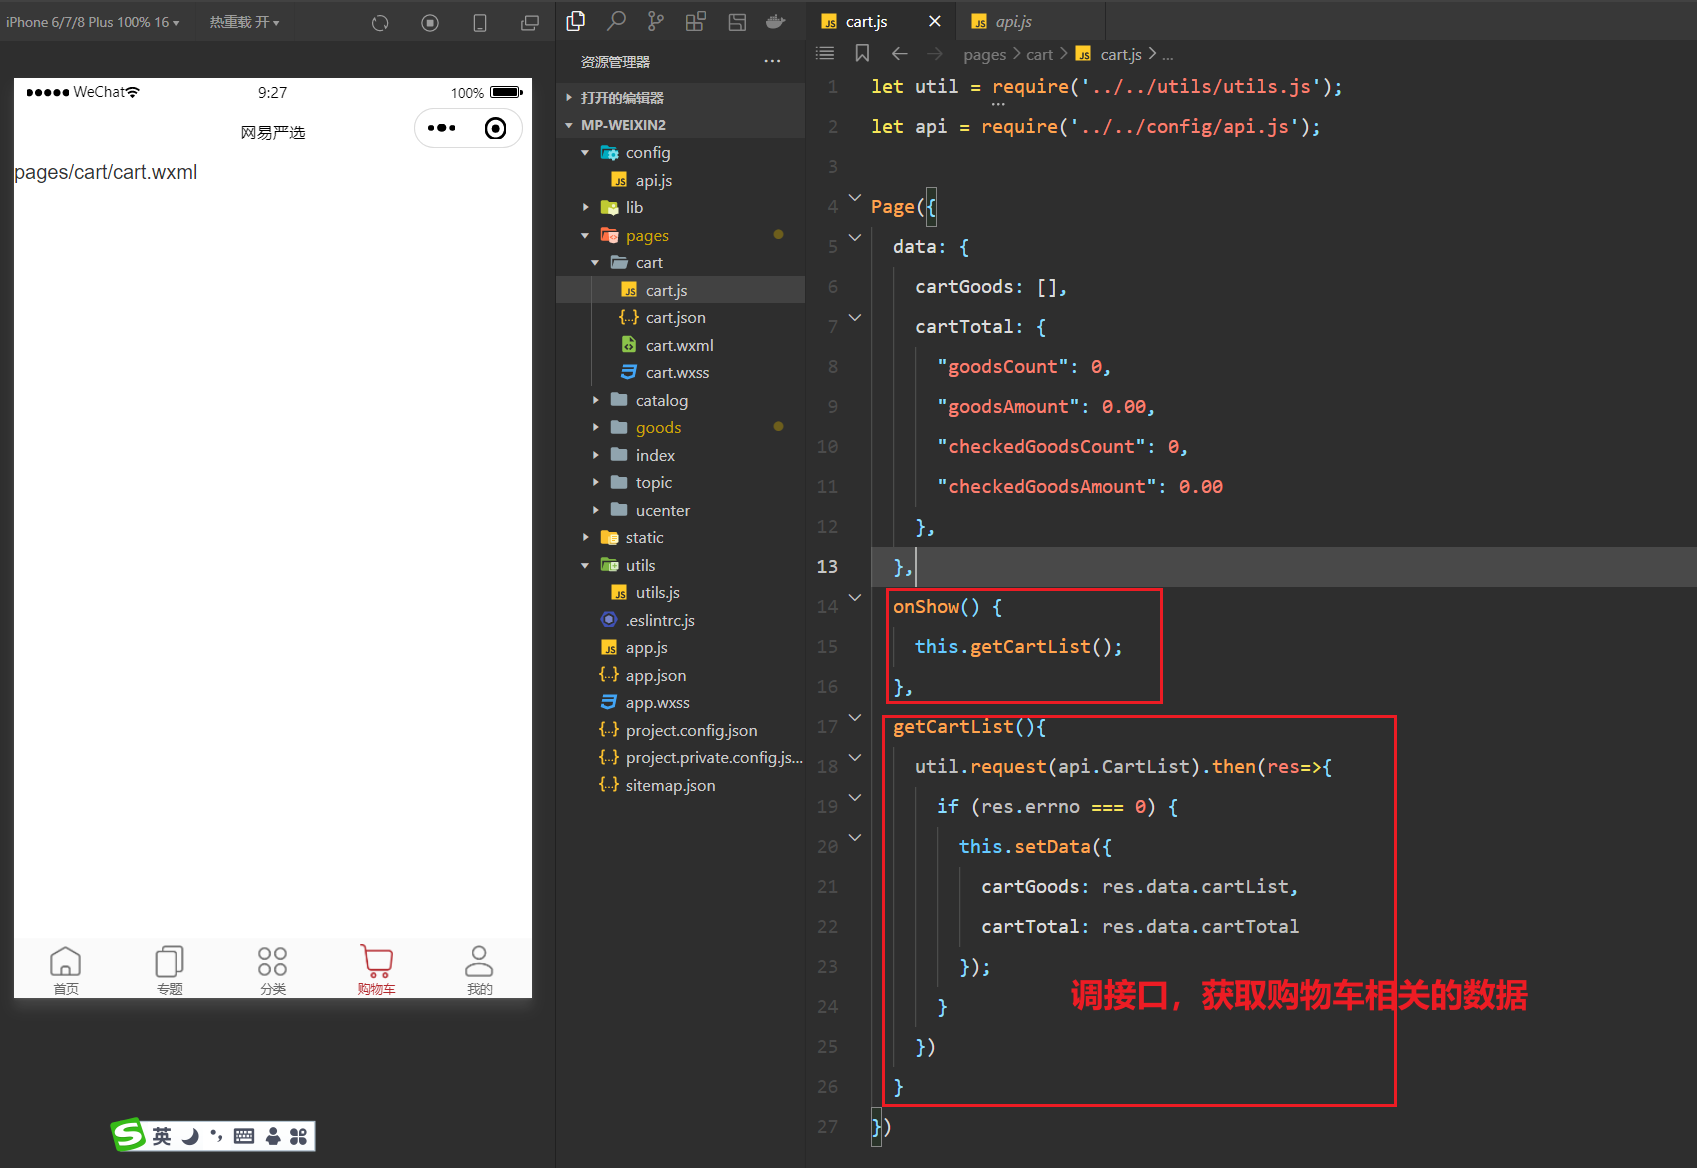 iPhone 6/7/8 Plus 100% 16
热重载 开
WeChat
9:27
100%
网易严选
pages/cart/cart.wxml
首页
专题
分类
购物车
我的
英
资源管理器
打开的编辑器
MP-WEIXIN2
config
api.js
lib
pages
cart
cart.js
cart.json
cart.wxml
cart.wxss
catalog
goods
index
topic
ucenter
static
utils
utils.js
.eslintrc.js
app.js
app.json
app.wxss
project.config.json
project.private.config.js...
sitemap.json
cart.js
api.js
pages > cart > JS cart.js > ...
1 let util = require('../../utils/utils.js');
2 let api = require('../../config/api.js');
3
4 Page({
5 data: {
6 cartGoods: [],
7 cartTotal: {
8 "goodsCount": 0,
9 "goodsAmount": 0.00,
10 "checkedGoodsCount": 0,
11 "checkedGoodsAmount": 0.00
12 },
13 },
14 onShow() {
15 this.getCartList();
16 },
17 getCartList(){
18 util.request(api.CartList).then(res=>{
19 if (res.errno === 0) {
20 this.setData({
21 cartGoods: res.data.cartList,
22 cartTotal: res.data.cartTotal
23 });
24 }
25 })
26 }
27 })
调接口，获取购物车相关的数据